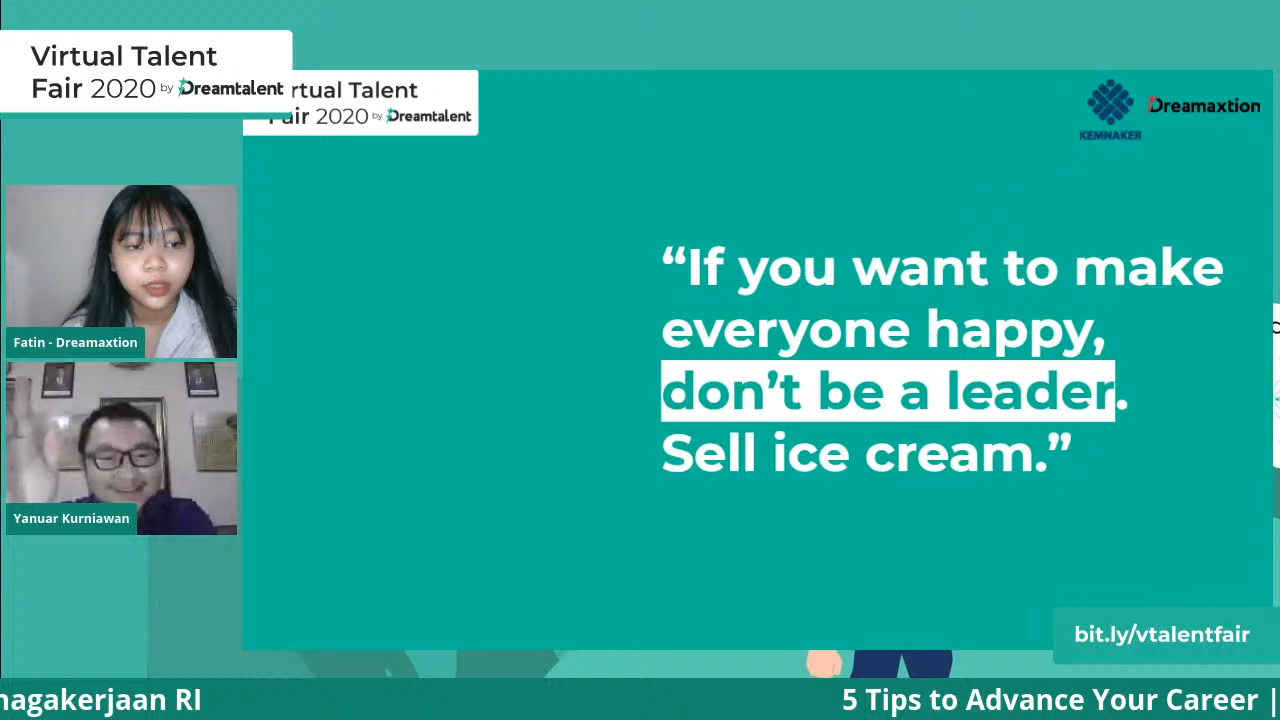 Virtual Talent
Fair 2020 by Dreamtalent
rtual Talent
Fair 2020 by Dreamtalent
KEMNAKER
Dreamaxtion
Fatin - Dreamaxtion
Yanuar Kurniawan
“If you want to make
everyone happy,
don’t be a leader.
Sell ice cream.”
bit.ly/vtalentfair
nagakerjaan RI
5 Tips to Advance Your Career |